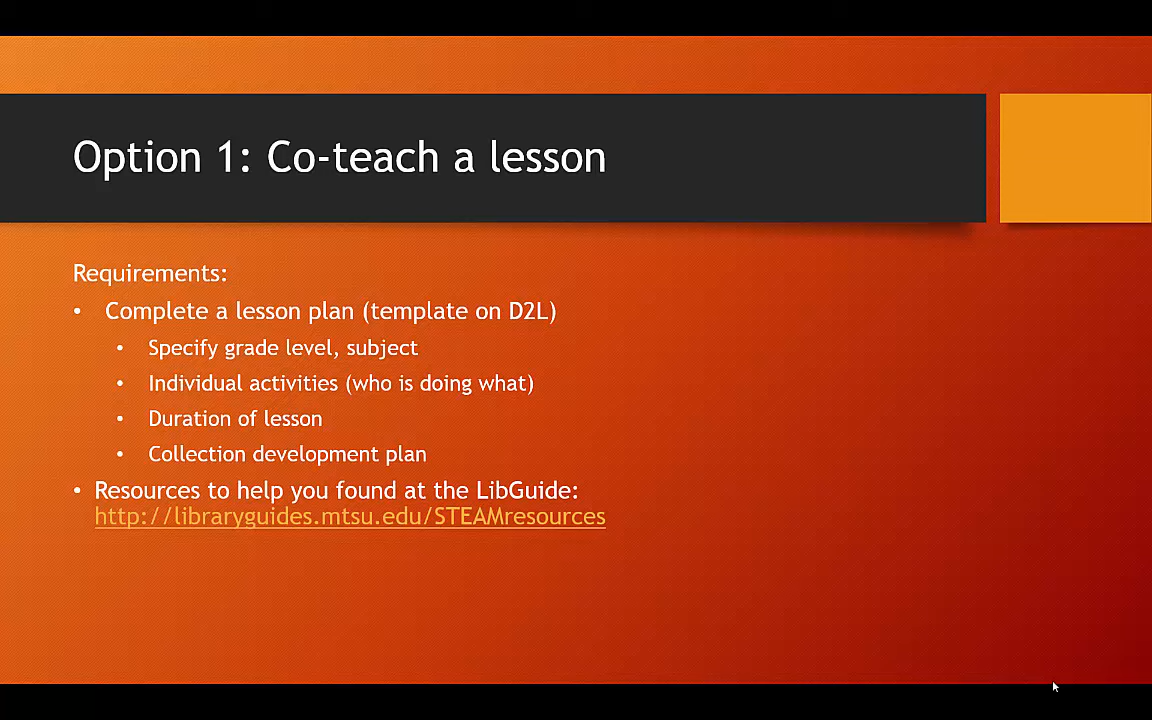 Option 1: Co-teach a lesson
Requirements:
• Complete a lesson plan (template on D2L)
• Specify grade level, subject
• Individual activities (who is doing what)
• Duration of lesson
• Collection development plan
• Resources to help you found at the LibGuide:
http://libraryguides.mtsu.edu/STEAMresources